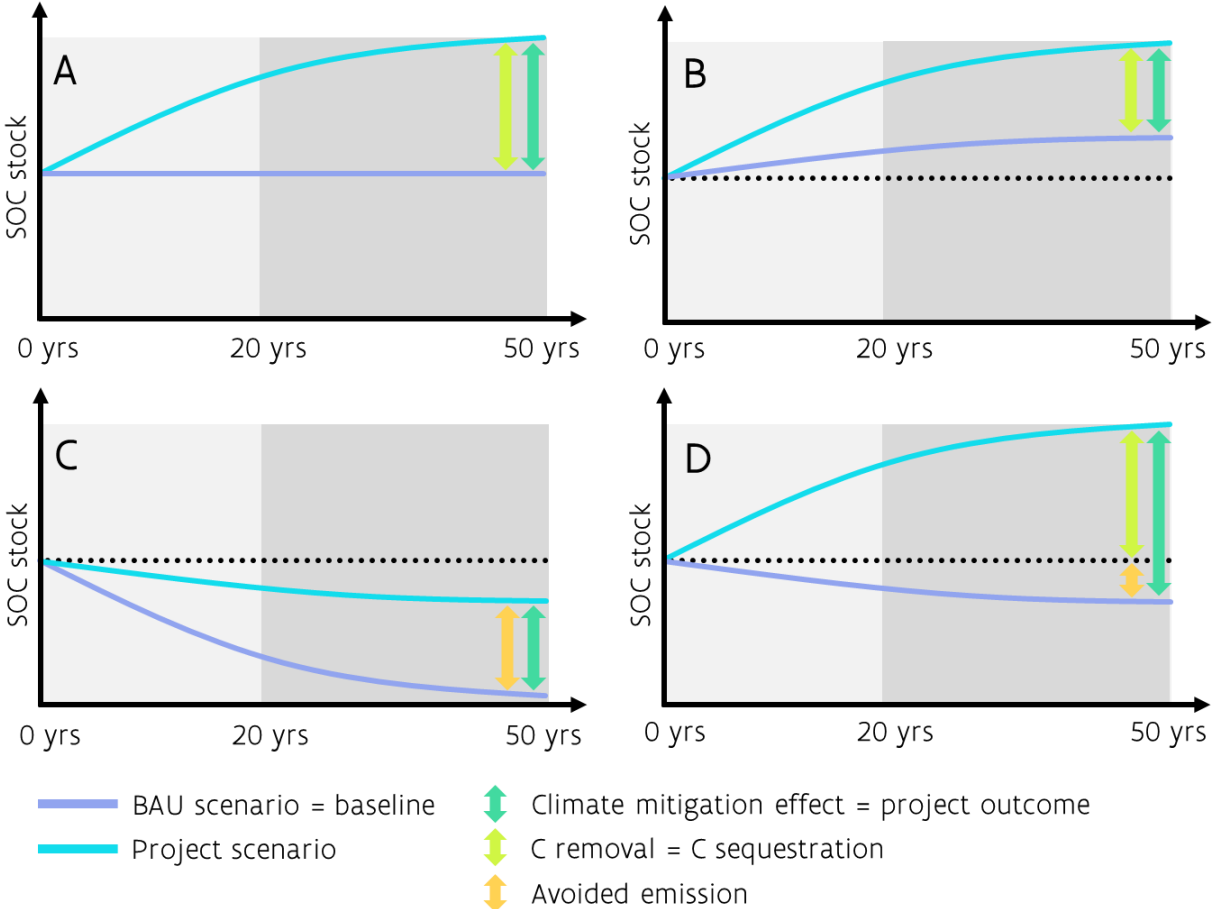 A
SOC stock
0 yrs
20 yrs
50 yrs
B
SOC stock
0 yrs
20 yrs
50 yrs
C
SOC stock
0 yrs
20 yrs
50 yrs
D
SOC stock
0 yrs
20 yrs
50 yrs
BAU scenario = baseline
Project scenario
Climate mitigation effect = project outcome
C removal = C sequestration
Avoided emission